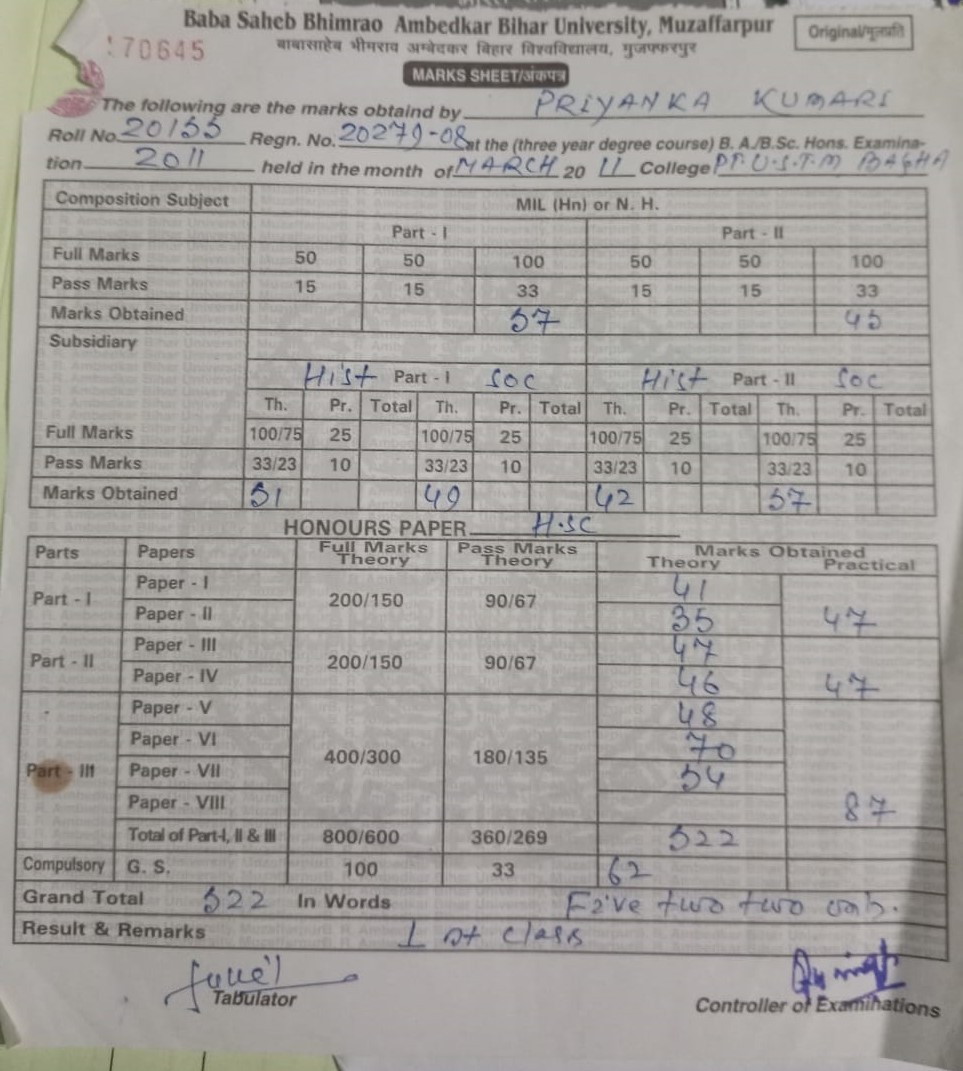 Baba Saheb Bhimrao Ambedkar Bihar University, Muzaffarpur
Original/मूलप्रति
170645
बाबासाहेब भीमराव अम्बेदकर बिहार विश्वविद्यालय, मुजफ्फरपुर
MARKS SHEET/अंकपत्र
The following are the marks obtaind by PRIYANKA KUMARI
Roll No. 20155 Regn. No. 20279-08 at the (three year degree course) B. A./B.Sc. Hons. Examina-
tion 2011 held in the month of MARCH 20 11 College PT. U.S.T.M BAGHA
Composition Subject MIL (Hn) or N. H.
Part - I Part - II
Full Marks 50 50 100 50 50 100
Pass Marks 15 15 33 15 15 33
Marks Obtained 57 45
Subsidiary
Hist Part - I SOC Hist Part - II SOC
Th. Pr. Total Th. Pr. Total Th. Pr. Total Th. Pr. Total
Full Marks 100/75 25 100/75 25 100/75 25 100/75 25
Pass Marks 33/23 10 33/23 10 33/23 10 33/23 10
Marks Obtained 51 49 42 57
HONOURS PAPER H.SC
Parts Papers Full Marks Theory Pass Marks Theory Marks Obtained Theory Practical
Part - I Paper - I 200/150 90/67 41
Paper - II 35 47
Part - II Paper - III 200/150 90/67 47
Paper - IV 46 47
Part - III Paper - V 400/300 180/135 48
Paper - VI 70
Paper - VII 54
Paper - VIII 87
Total of Part-I, II & III 800/600 360/269 522
Compulsory G. S. 100 33 62
Grand Total 522 In Words Five two two only.
Result & Remarks I st class
Tabulator
Controller of Examinations